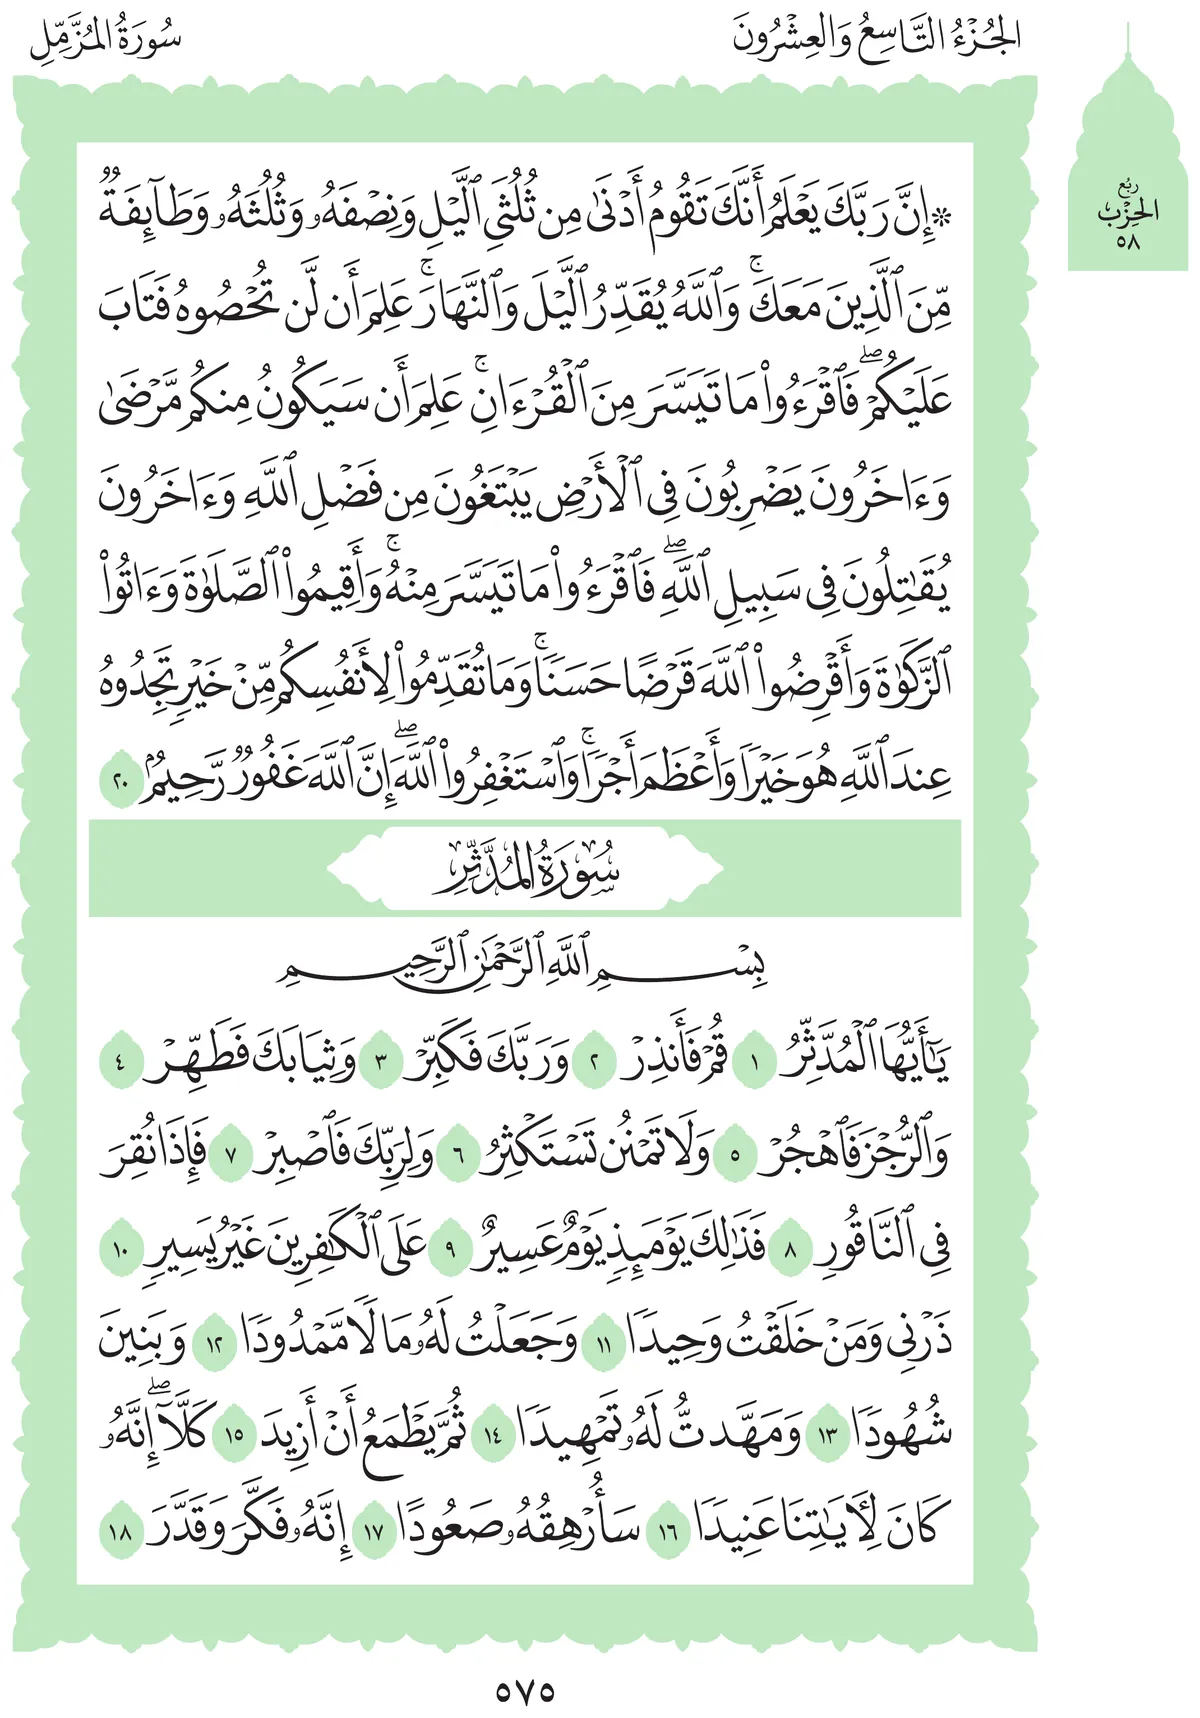 الجُزْءُ التَّاسِعُ وَالعِشْرُونَ
سُورَةُ المُزَّمِّلِ
رُبُع
الحِزْبِ
٥٨
۞ إِنَّ رَبَّكَ يَعۡلَمُ أَنَّكَ تَقُومُ أَدۡنَىٰ مِن ثُلُثَيِ ٱلَّيۡلِ وَنِصۡفَهُۥ وَثُلُثَهُۥ وَطَآئِفَةٞ
مِّنَ ٱلَّذِينَ مَعَكَۚ وَٱللَّهُ يُقَدِّرُ ٱلَّيۡلَ وَٱلنَّهَارَۚ عَلِمَ أَن لَّن تُحۡصُوهُ فَتَابَ
عَلَيۡكُمۡۖ فَٱقۡرَءُواْ مَا تَيَسَّرَ مِنَ ٱلۡقُرۡءَانِۚ عَلِمَ أَن سَيَكُونُ مِنكُم مَّرۡضَىٰ
وَءَاخَرُونَ يَضۡرِبُونَ فِي ٱلۡأَرۡضِ يَبۡتَغُونَ مِن فَضۡلِ ٱللَّهِ وَءَاخَرُونَ
يُقَٰتِلُونَ فِي سَبِيلِ ٱللَّهِۖ فَٱقۡرَءُواْ مَا تَيَسَّرَ مِنۡهُۚ وَأَقِيمُواْ ٱلصَّلَوٰةَ وَءَاتُواْ
ٱلزَّكَوٰةَ وَأَقۡرِضُواْ ٱللَّهَ قَرۡضًا حَسَنٗاۚ وَمَا تُقَدِّمُواْ لِأَنفُسِكُم مِّنۡ خَيۡرٖ تَجِدُوهُ
عِندَ ٱللَّهِ هُوَ خَيۡرٗا وَأَعۡظَمَ أَجۡرٗاۚ وَٱسۡتَغۡفِرُواْ ٱللَّهَۖ إِنَّ ٱللَّهَ غَفُورٞ رَّحِيمُۢ ٢٠
سُورَةُ المُدَّثِّرِ
بِسۡمِ ٱللَّهِ ٱلرَّحۡمَٰنِ ٱلرَّحِيمِ
يَٰٓأَيُّهَا ٱلۡمُدَّثِّرُ ١ قُمۡ فَأَنذِرۡ ٢ وَرَبَّكَ فَكَبِّرۡ ٣ وَثِيَابَكَ فَطَهِّرۡ ٤
وَٱلرُّجۡزَ فَٱهۡجُرۡ ٥ وَلَا تَمۡنُن تَسۡتَكۡثِرُ ٦ وَلِرَبِّكَ فَٱصۡبِرۡ ٧ فَإِذَا نُقِرَ
فِي ٱلنَّاقُورِ ٨ فَذَٰلِكَ يَوۡمَئِذٖ يَوۡمٌ عَسِيرٌ ٩ عَلَى ٱلۡكَٰفِرِينَ غَيۡرُ يَسِيرٖ ١٠
ذَرۡنِي وَمَنۡ خَلَقۡتُ وَحِيدٗا ١١ وَجَعَلۡتُ لَهُۥ مَالٗا مَّمۡدُودٗا ١٢ وَبَنِينَ
شُهُودٗا ١٣ وَمَهَّدتُّ لَهُۥ تَمۡهِيدٗا ١٤ ثُمَّ يَطۡمَعُ أَنۡ أَزِيدَ ١٥ كَلَّآۖ إِنَّهُۥ
كَانَ لِأٓيَٰتِنَا عَنِيدٗا ١٦ سَأُرۡهِقُهُۥ صَعُودًا ١٧ إِنَّهُۥ فَكَّرَ وَقَدَّرَ ١٨
٥٧٥